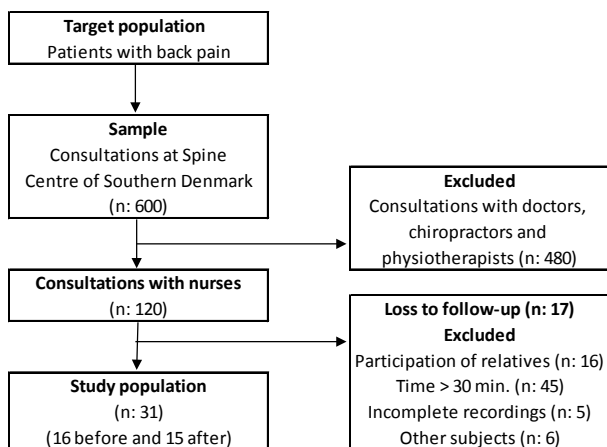 Target population
Patients with back pain
Sample
Consultations at Spine
Centre of Southern Denmark
(n: 600)
Excluded
Consultations with doctors,
chiropractors and
physiotherapists (n: 480)
Consultations with nurses
(n: 120)
Loss to follow-up (n: 17)
Excluded
Participation of relatives (n: 16)
Time > 30 min. (n: 45)
Incomplete recordings (n: 5)
Other subjects (n: 6)
Study population
(n: 31)
(16 before and 15 after)